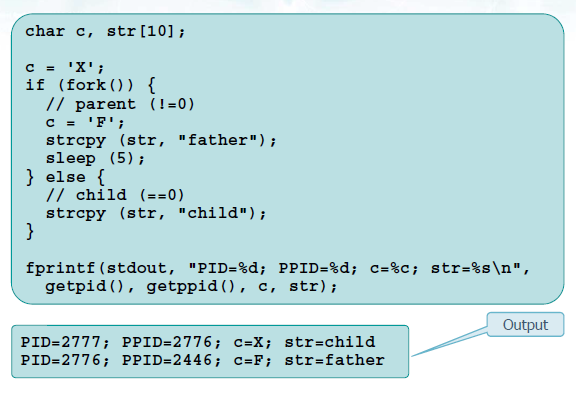 char c, str[10];
c = 'X';
if (fork()) {
// parent (!=0)
c = 'F';
strcpy (str, "father");
sleep (5);
} else {
// child (==0)
strcpy (str, "child");
}
fprintf(stdout, "PID=%d; PPID=%d; c=%c; str=%s\n",
getpid(), getppid(), c, str);
Output
PID=2777; PPID=2776; c=X; str=child
PID=2776; PPID=2446; c=F; str=father